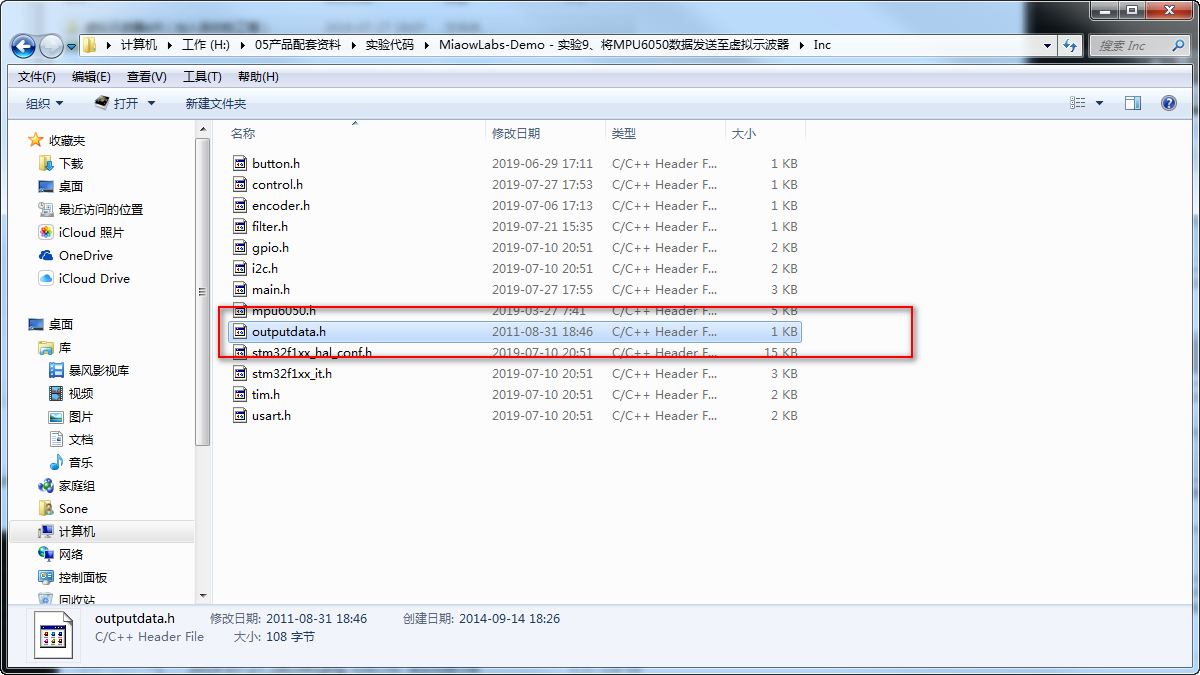 计算机 工作 (H:) 05产品配套资料 实验代码 MiaowLabs-Demo - 实验9、将MPU6050数据发送至虚拟示波器 Inc 搜索 Inc
文件(F) 编辑(E) 查看(V) 工具(T) 帮助(H)
组织 打开 新建文件夹
收藏夹
下载
桌面
最近访问的位置
iCloud 照片
OneDrive
iCloud Drive
桌面
库
暴风影视库
视频
图片
文档
音乐
家庭组
Sone
计算机
网络
控制面板
回收站
名称 修改日期 类型 大小
button.h 2019-06-29 17:11 C/C++ Header F... 1 KB
control.h 2019-07-27 17:53 C/C++ Header F... 1 KB
encoder.h 2019-07-06 17:13 C/C++ Header F... 1 KB
filter.h 2019-07-21 15:35 C/C++ Header F... 1 KB
gpio.h 2019-07-10 20:51 C/C++ Header F... 2 KB
i2c.h 2019-07-10 20:51 C/C++ Header F... 2 KB
main.h 2019-07-27 17:55 C/C++ Header F... 3 KB
mpu6050.h 2019-03-27 7:41 C/C++ Header F... 5 KB
outputdata.h 2011-08-31 18:46 C/C++ Header F... 1 KB
stm32f1xx_hal_conf.h 2019-07-10 20:51 C/C++ Header F... 15 KB
stm32f1xx_it.h 2019-07-10 20:51 C/C++ Header F... 3 KB
tim.h 2019-07-10 20:51 C/C++ Header F... 2 KB
usart.h 2019-07-10 20:51 C/C++ Header F... 2 KB
outputdata.h 修改日期: 2011-08-31 18:46 创建日期: 2014-09-14 18:26
C/C++ Header File 大小: 108 字节